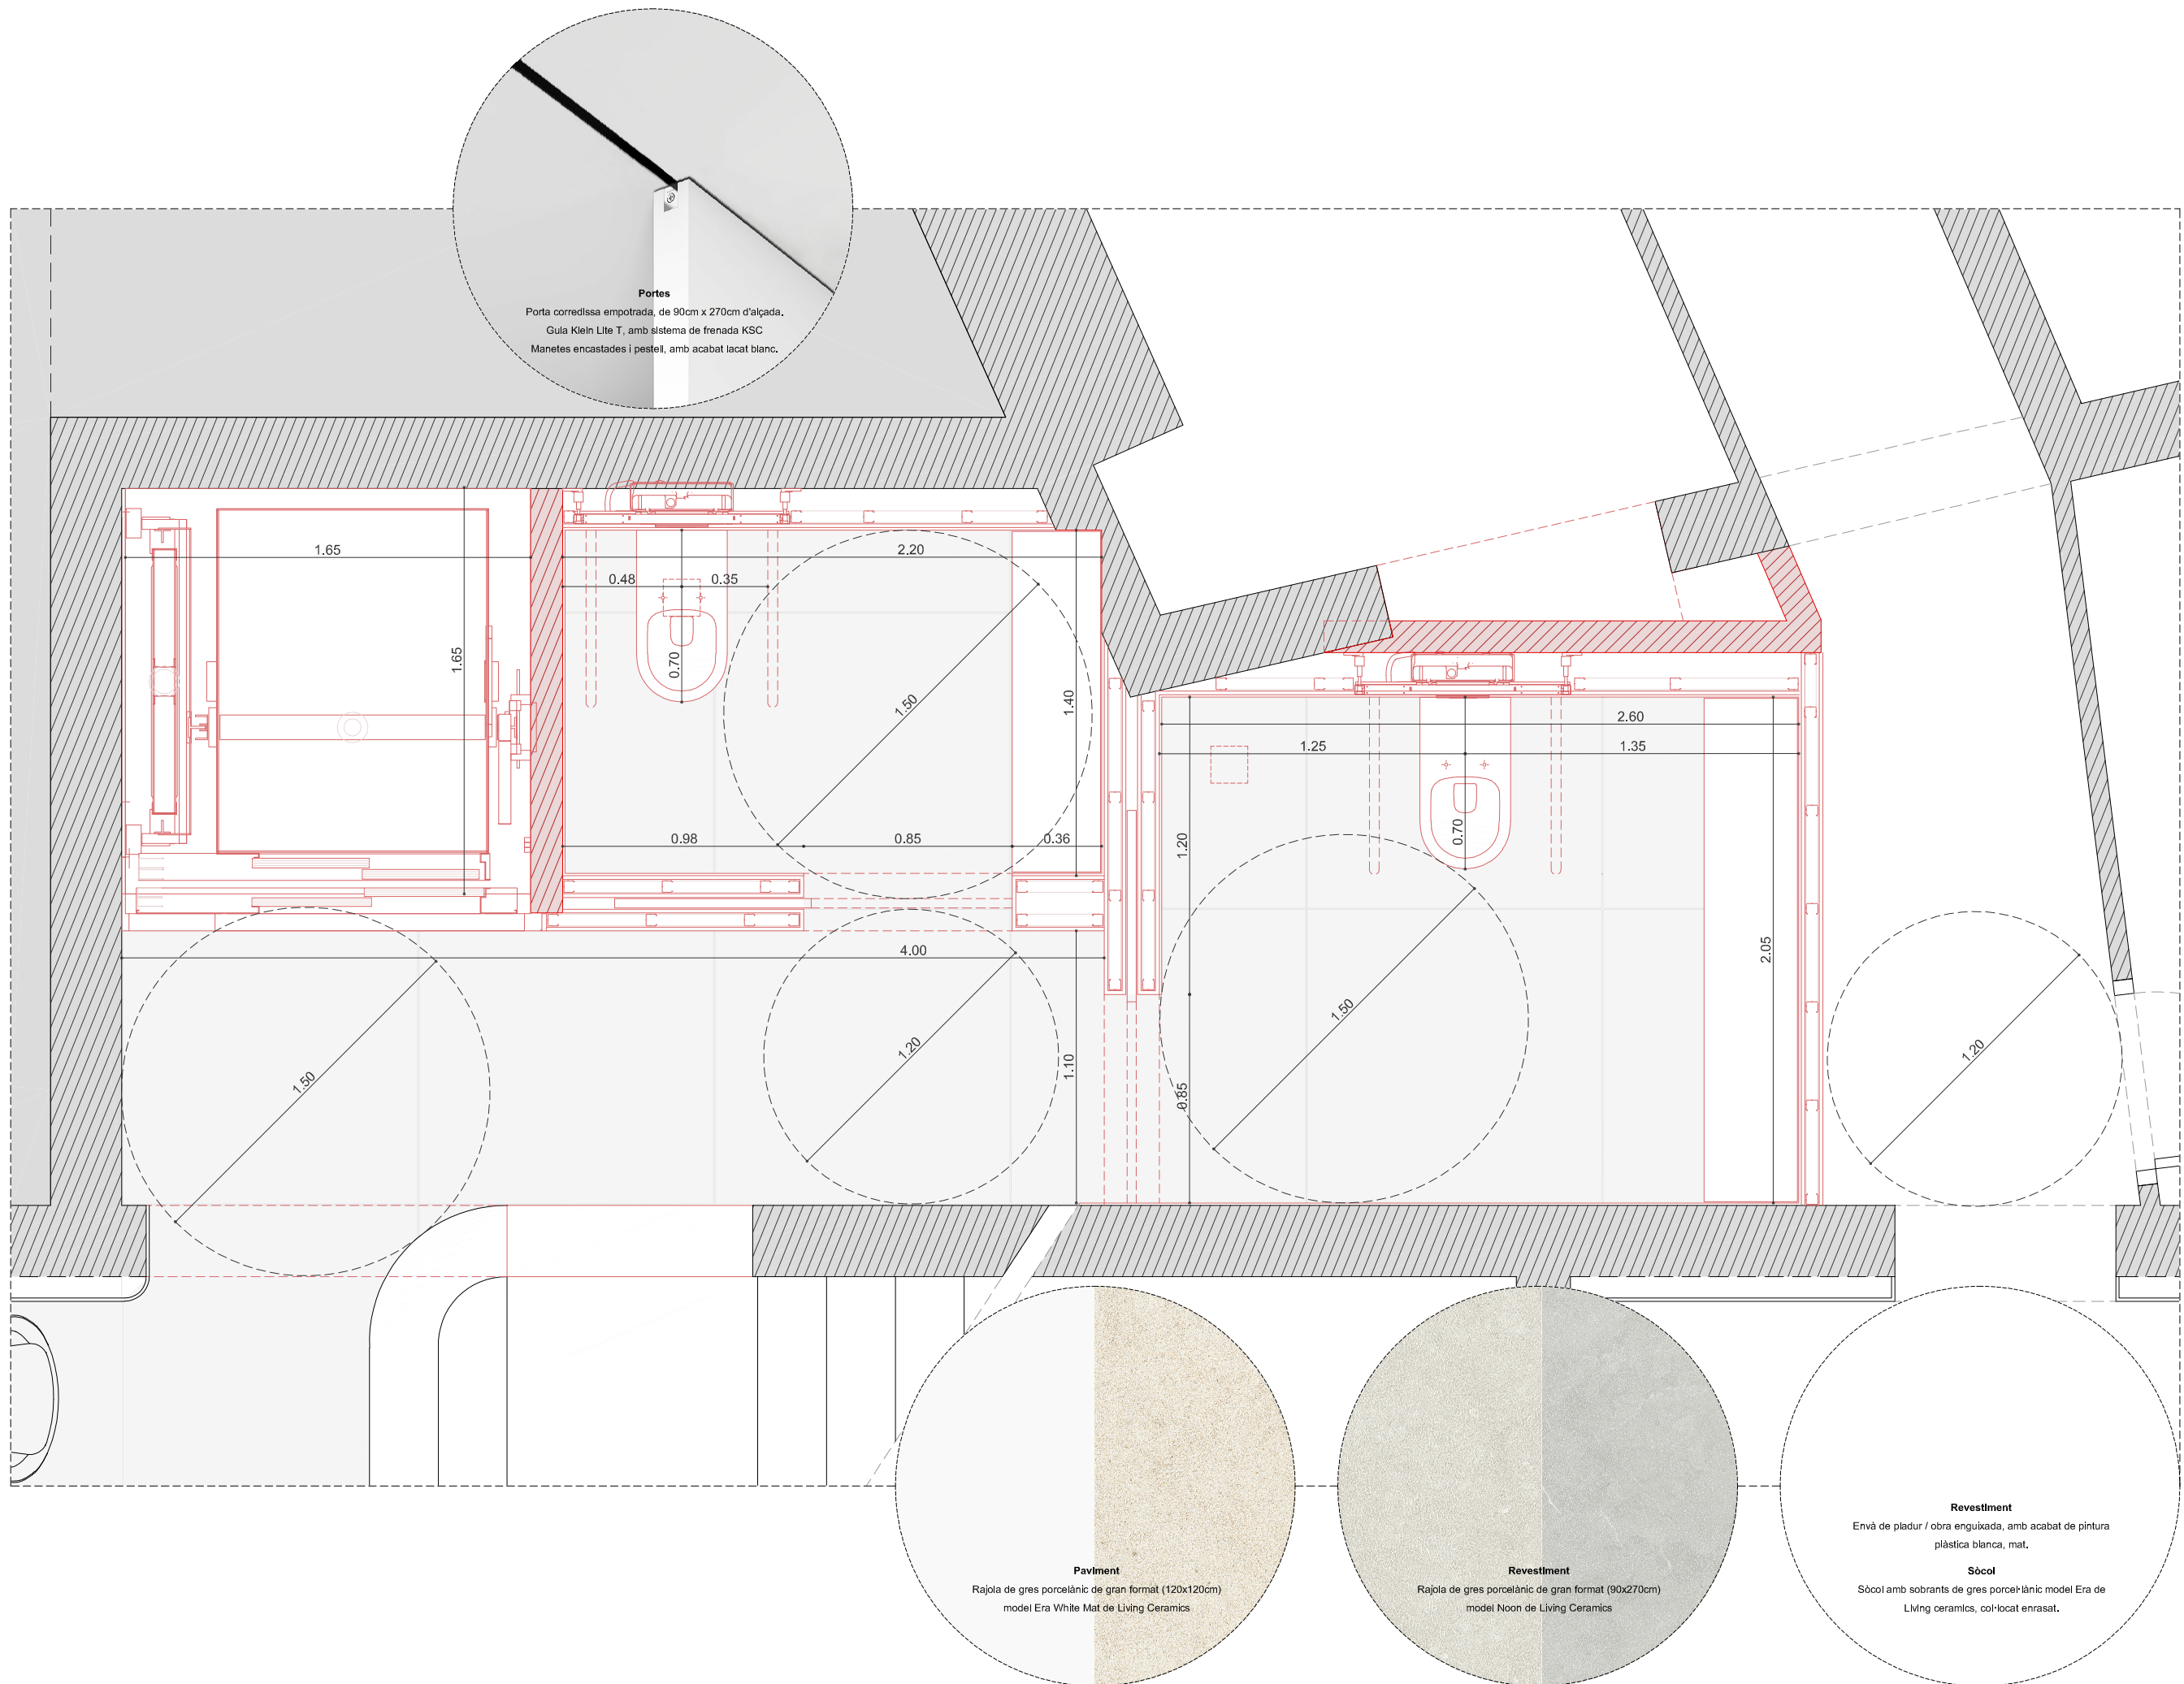 Portes
Porta corredissa empotrada, de 90cm x 270cm d'alçada.
Guia Klein Lite T, amb sistema de frenada KSC
Manetes encastades i pestell, amb acabat lacat blanc.
1.65
2.20
0.48
0.35
1.65
0.70
1.50
1.40
2.60
1.25
1.35
1.20
0.70
0.98
0.85
0.36
4.00
2.05
1.50
1.20
1.50
1.20
1.10
0.85
Revestiment
Envà de pladur / obra enguixada, amb acabat de pintura
plàstica blanca, mat.
Paviment
Rajola de gres porcelànic de gran format (120x120cm)
model Era White Mat de Living Ceramics
Revestiment
Rajola de gres porcelànic de gran format (90x270cm)
model Noon de Living Ceramics
Sòcol
Sòcol amb sobrants de gres porcel·lànic model Era de
Living ceramics, col·locat enrasat.